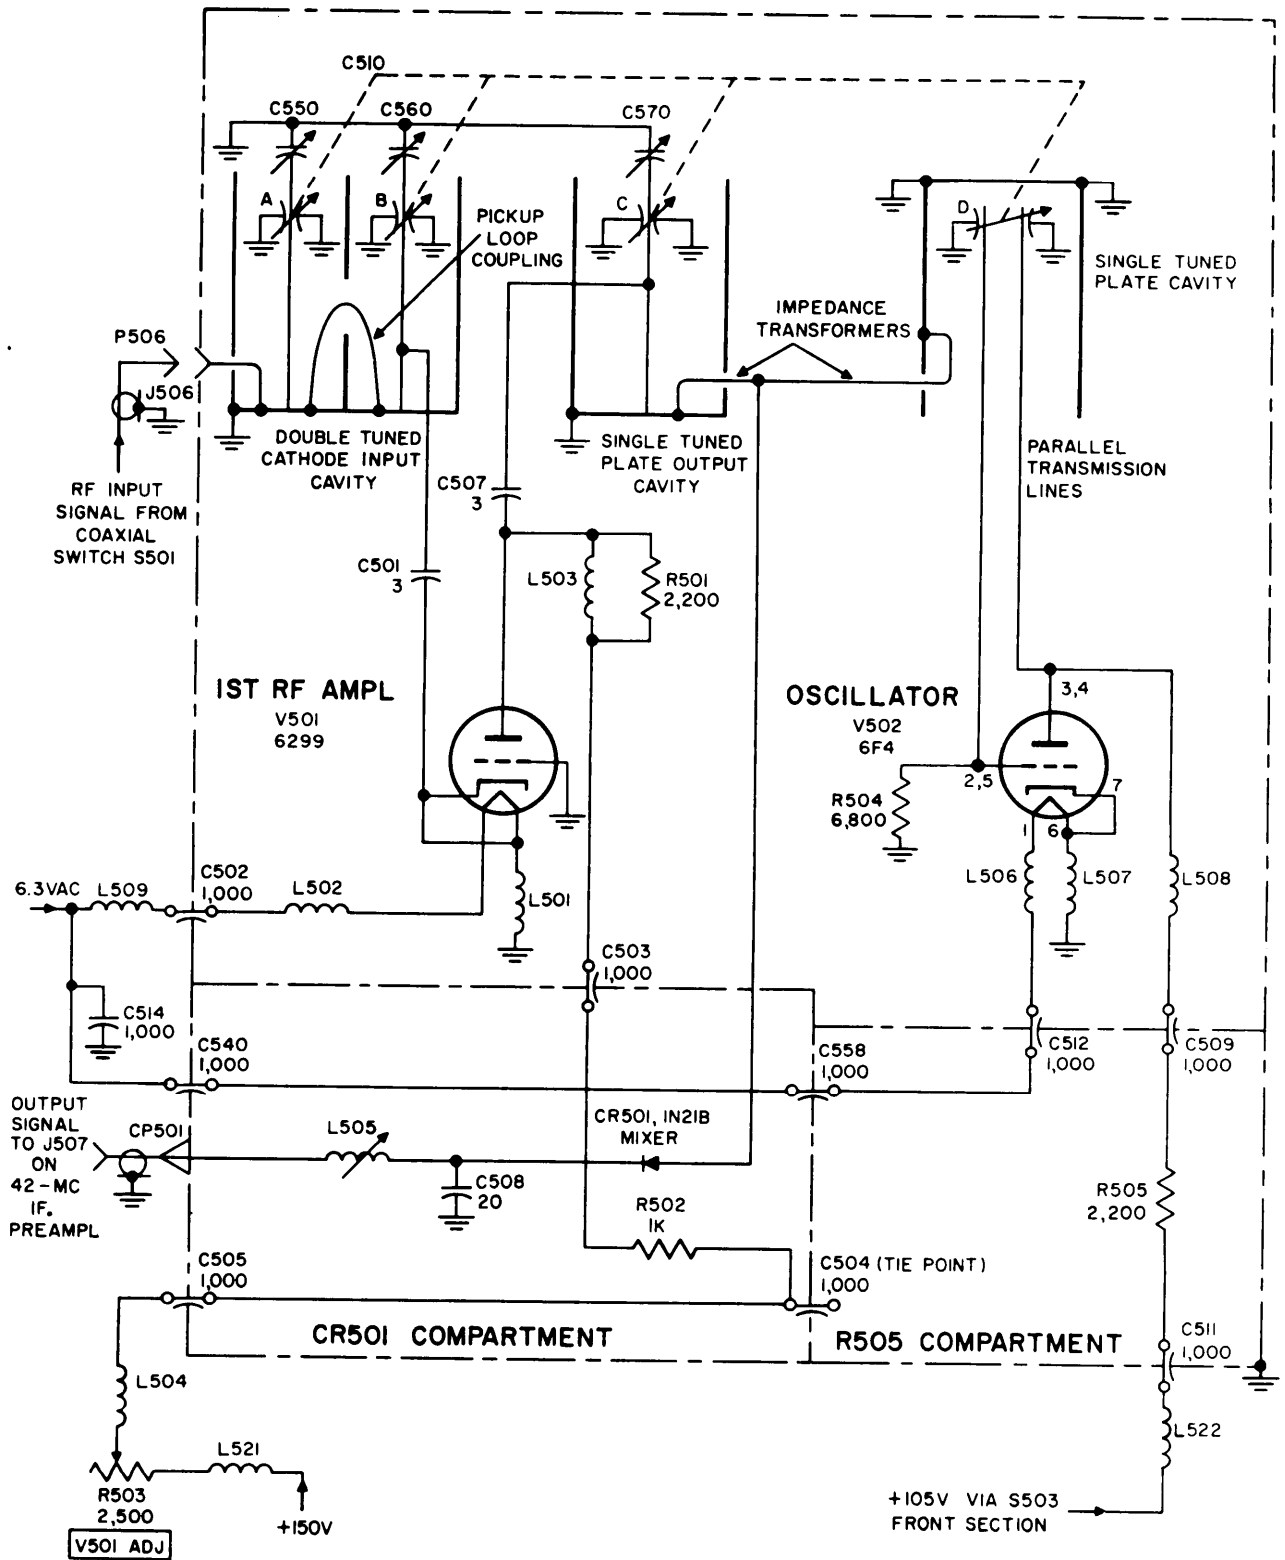 C510
C550
C560
C570
A
B
C
D
PICKUP
LOOP
COUPLING
SINGLE TUNED
PLATE CAVITY
IMPEDANCE
TRANSFORMERS
P506
J506
RF INPUT
SIGNAL FROM
COAXIAL
SWITCH S501
DOUBLE TUNED
CATHODE INPUT
CAVITY
SINGLE TUNED
PLATE OUTPUT
CAVITY
PARALLEL
TRANSMISSION
LINES
C507
3
C501
3
L503
R501
2,200
1ST RF AMPL
V501
6299
OSCILLATOR
V502
6F4
3,4
2,5
7
1
6
R504
6,800
6.3VAC
L509
C502
1,000
L502
L501
L506
L507
L508
C503
1,000
C514
1,000
C540
1,000
C558
1,000
C512
1,000
C509
1,000
OUTPUT
SIGNAL
TO J507
ON
42-MC
IF.
PREAMPL
CP501
L505
C508
20
CR501, IN21B
MIXER
R502
1K
R505
2,200
C505
1,000
C504 (TIE POINT)
1,000
CR501 COMPARTMENT
R505 COMPARTMENT
C511
1,000
L504
L522
L521
R503
2,500
V501 ADJ
+150V
+105V VIA S503
FRONT SECTION